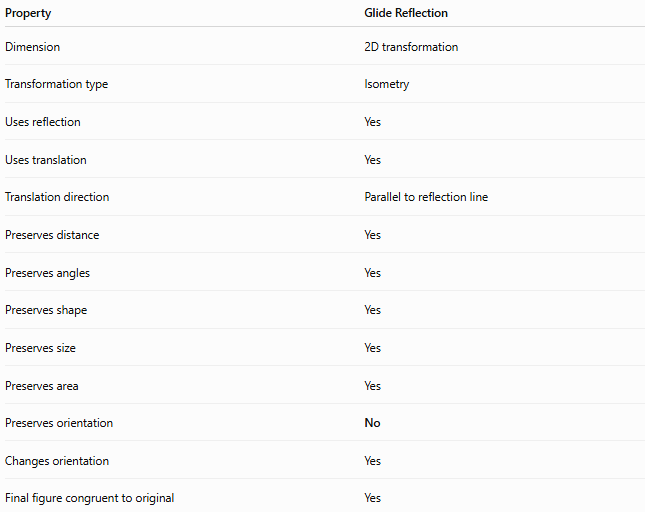 Property Glide Reflection
Dimension 2D transformation
Transformation type Isometry
Uses reflection Yes
Uses translation Yes
Translation direction Parallel to reflection line
Preserves distance Yes
Preserves angles Yes
Preserves shape Yes
Preserves size Yes
Preserves area Yes
Preserves orientation No
Changes orientation Yes
Final figure congruent to original Yes